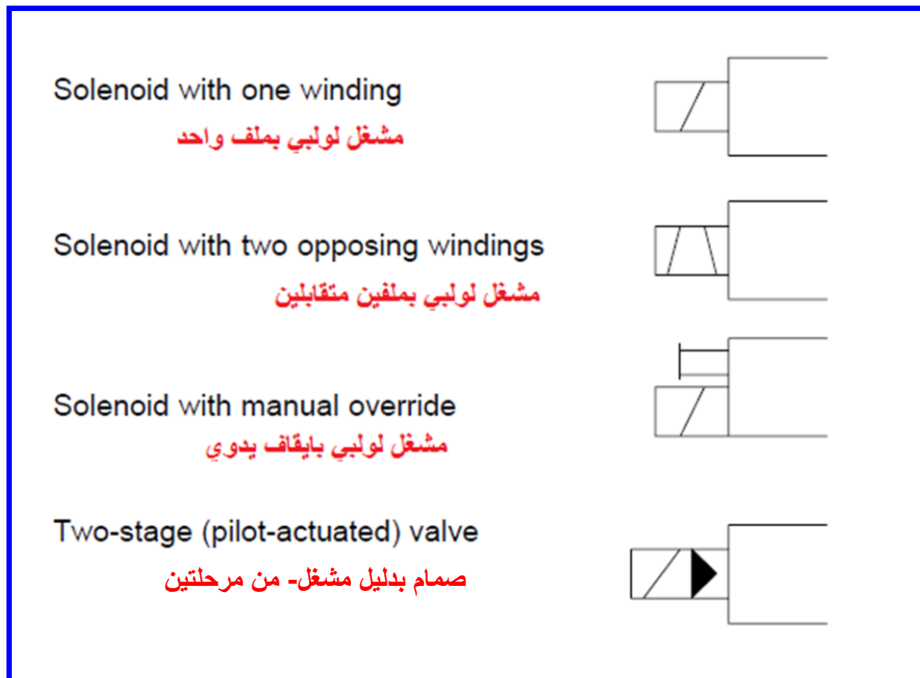 Solenoid with one winding
مشغل لولبي بملف واحد
Solenoid with two opposing windings
مشغل لولبي بملفين متقابلين
Solenoid with manual override
مشغل لولبي بايقاف يدوي
Two-stage (pilot-actuated) valve
صمام بدليل مشغل- من مرحلتين